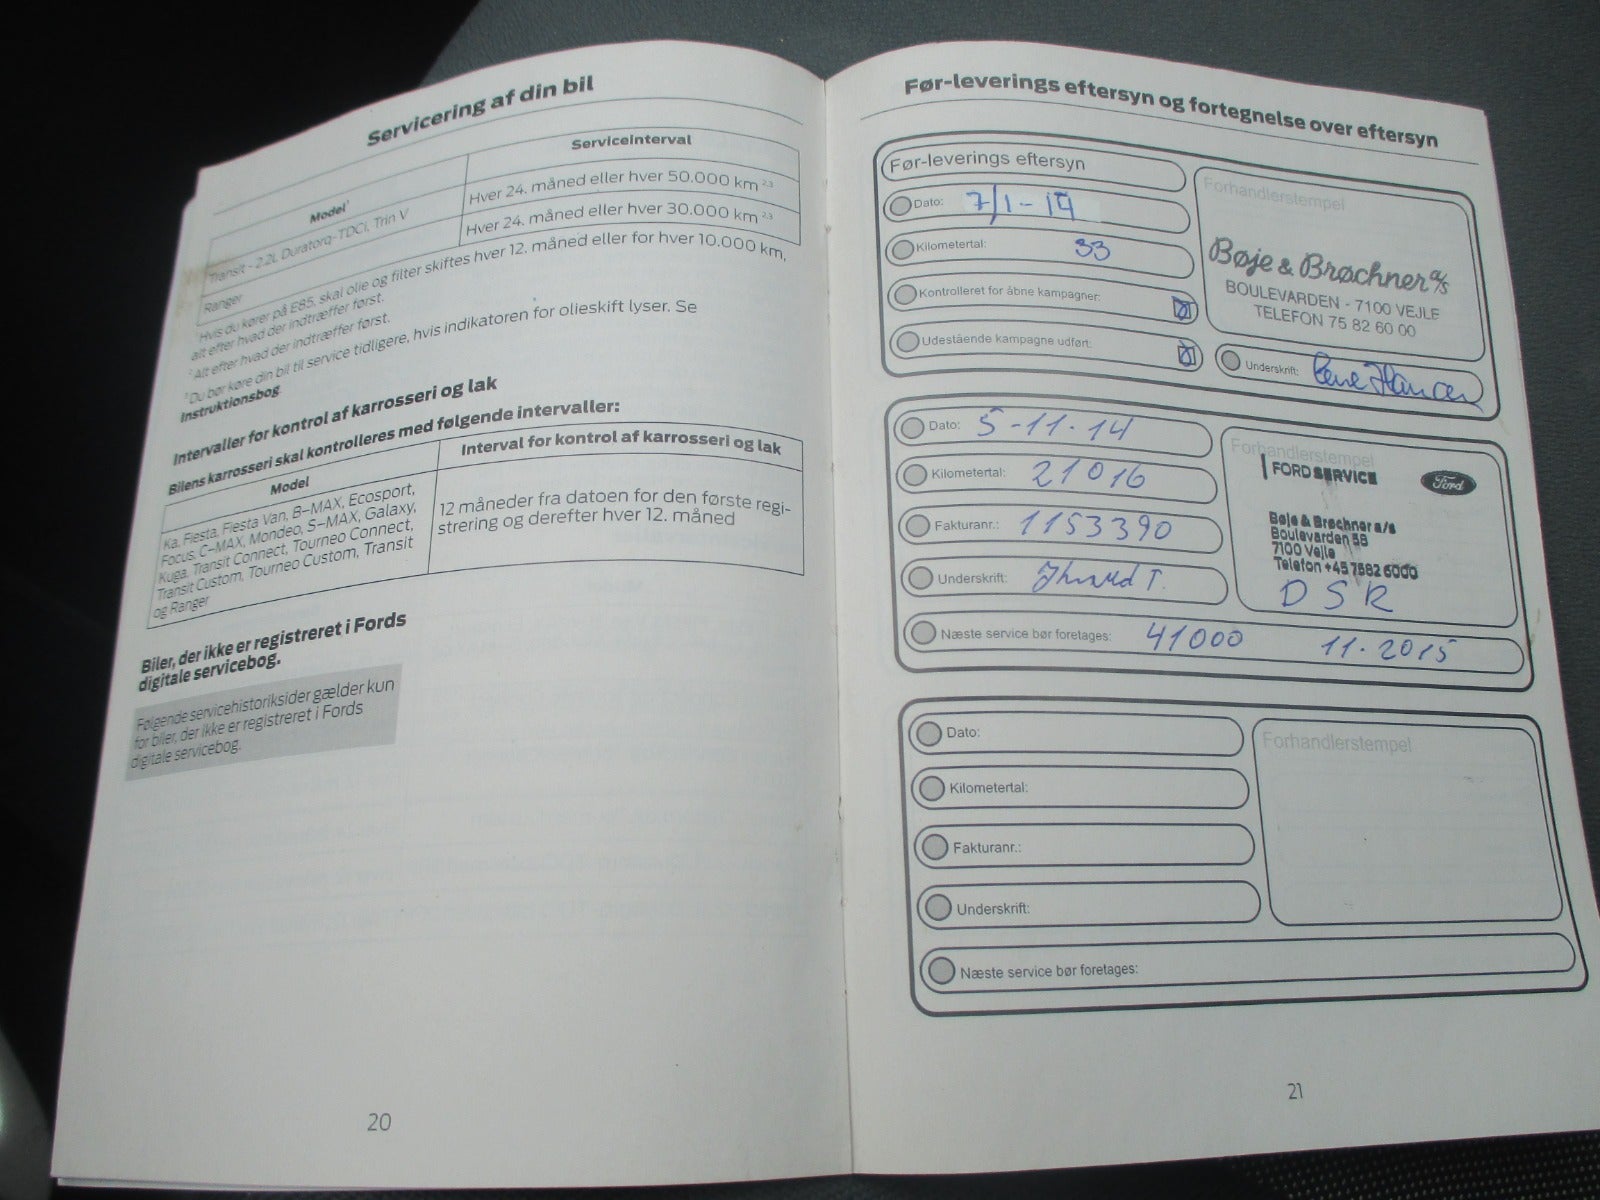 Servicering af din bil
Model¹
Serviceinterval
Transit - 2.2L Duratorq-TDCi, Trin V
Hver 24. måned eller hver 50.000 km ²,³
Ranger
Hver 24. måned eller hver 30.000 km ²,³
¹ Hvis du kører på E85, skal olie og filter skiftes hver 12. måned eller for hver 10.000 km,
alt efter hvad der indtræffer først.
² Alt efter hvad der indtræffer først.
³ Du bør køre din bil til service tidligere, hvis indikatoren for olieskift lyser. Se
Instruktionsbog.
Intervaller for kontrol af karrosseri og lak
Bilens karrosseri skal kontrolleres med følgende intervaller:
Model
Interval for kontrol af karrosseri og lak
Ka, Fiesta, Fiesta Van, B-MAX, Ecosport,
Focus, C-MAX, Mondeo, S-MAX, Galaxy,
Kuga, Transit Connect, Tourneo Connect,
Transit Custom, Tourneo Custom, Transit
og Ranger
12 måneder fra datoen for den første regi-
strering og derefter hver 12. måned
Biler, der ikke er registreret i Fords
digitale servicebog.
Følgende servicehistoriksider gælder kun
for biler, der ikke er registreret i Fords
digitale servicebog.
20
Før-leverings eftersyn og fortegnelse over eftersyn
Før-leverings eftersyn
Dato: 7/1-14
Kilometertal: 33
Kontrolleret for åbne kampagner:
Udestående kampagne udført:
Forhandlerstempel
Bøje & Brøchner a/s
BOULEVARDEN - 7100 VEJLE
TELEFON 75 82 60 00
Underskrift:
Dato: 5-11-14
Kilometertal: 21016
Fakturanr.: 1153390
Underskrift:
Næste service bør foretages: 41000 11-2015
Forhandlerstempel
FORD SERVICE
Ford
Bøje & Brøchner a/s
Boulevarden 58
7100 Vejle
Telefon +45 7582 6000
DSR
Dato:
Kilometertal:
Fakturanr.:
Underskrift:
Næste service bør foretages:
Forhandlerstempel
21